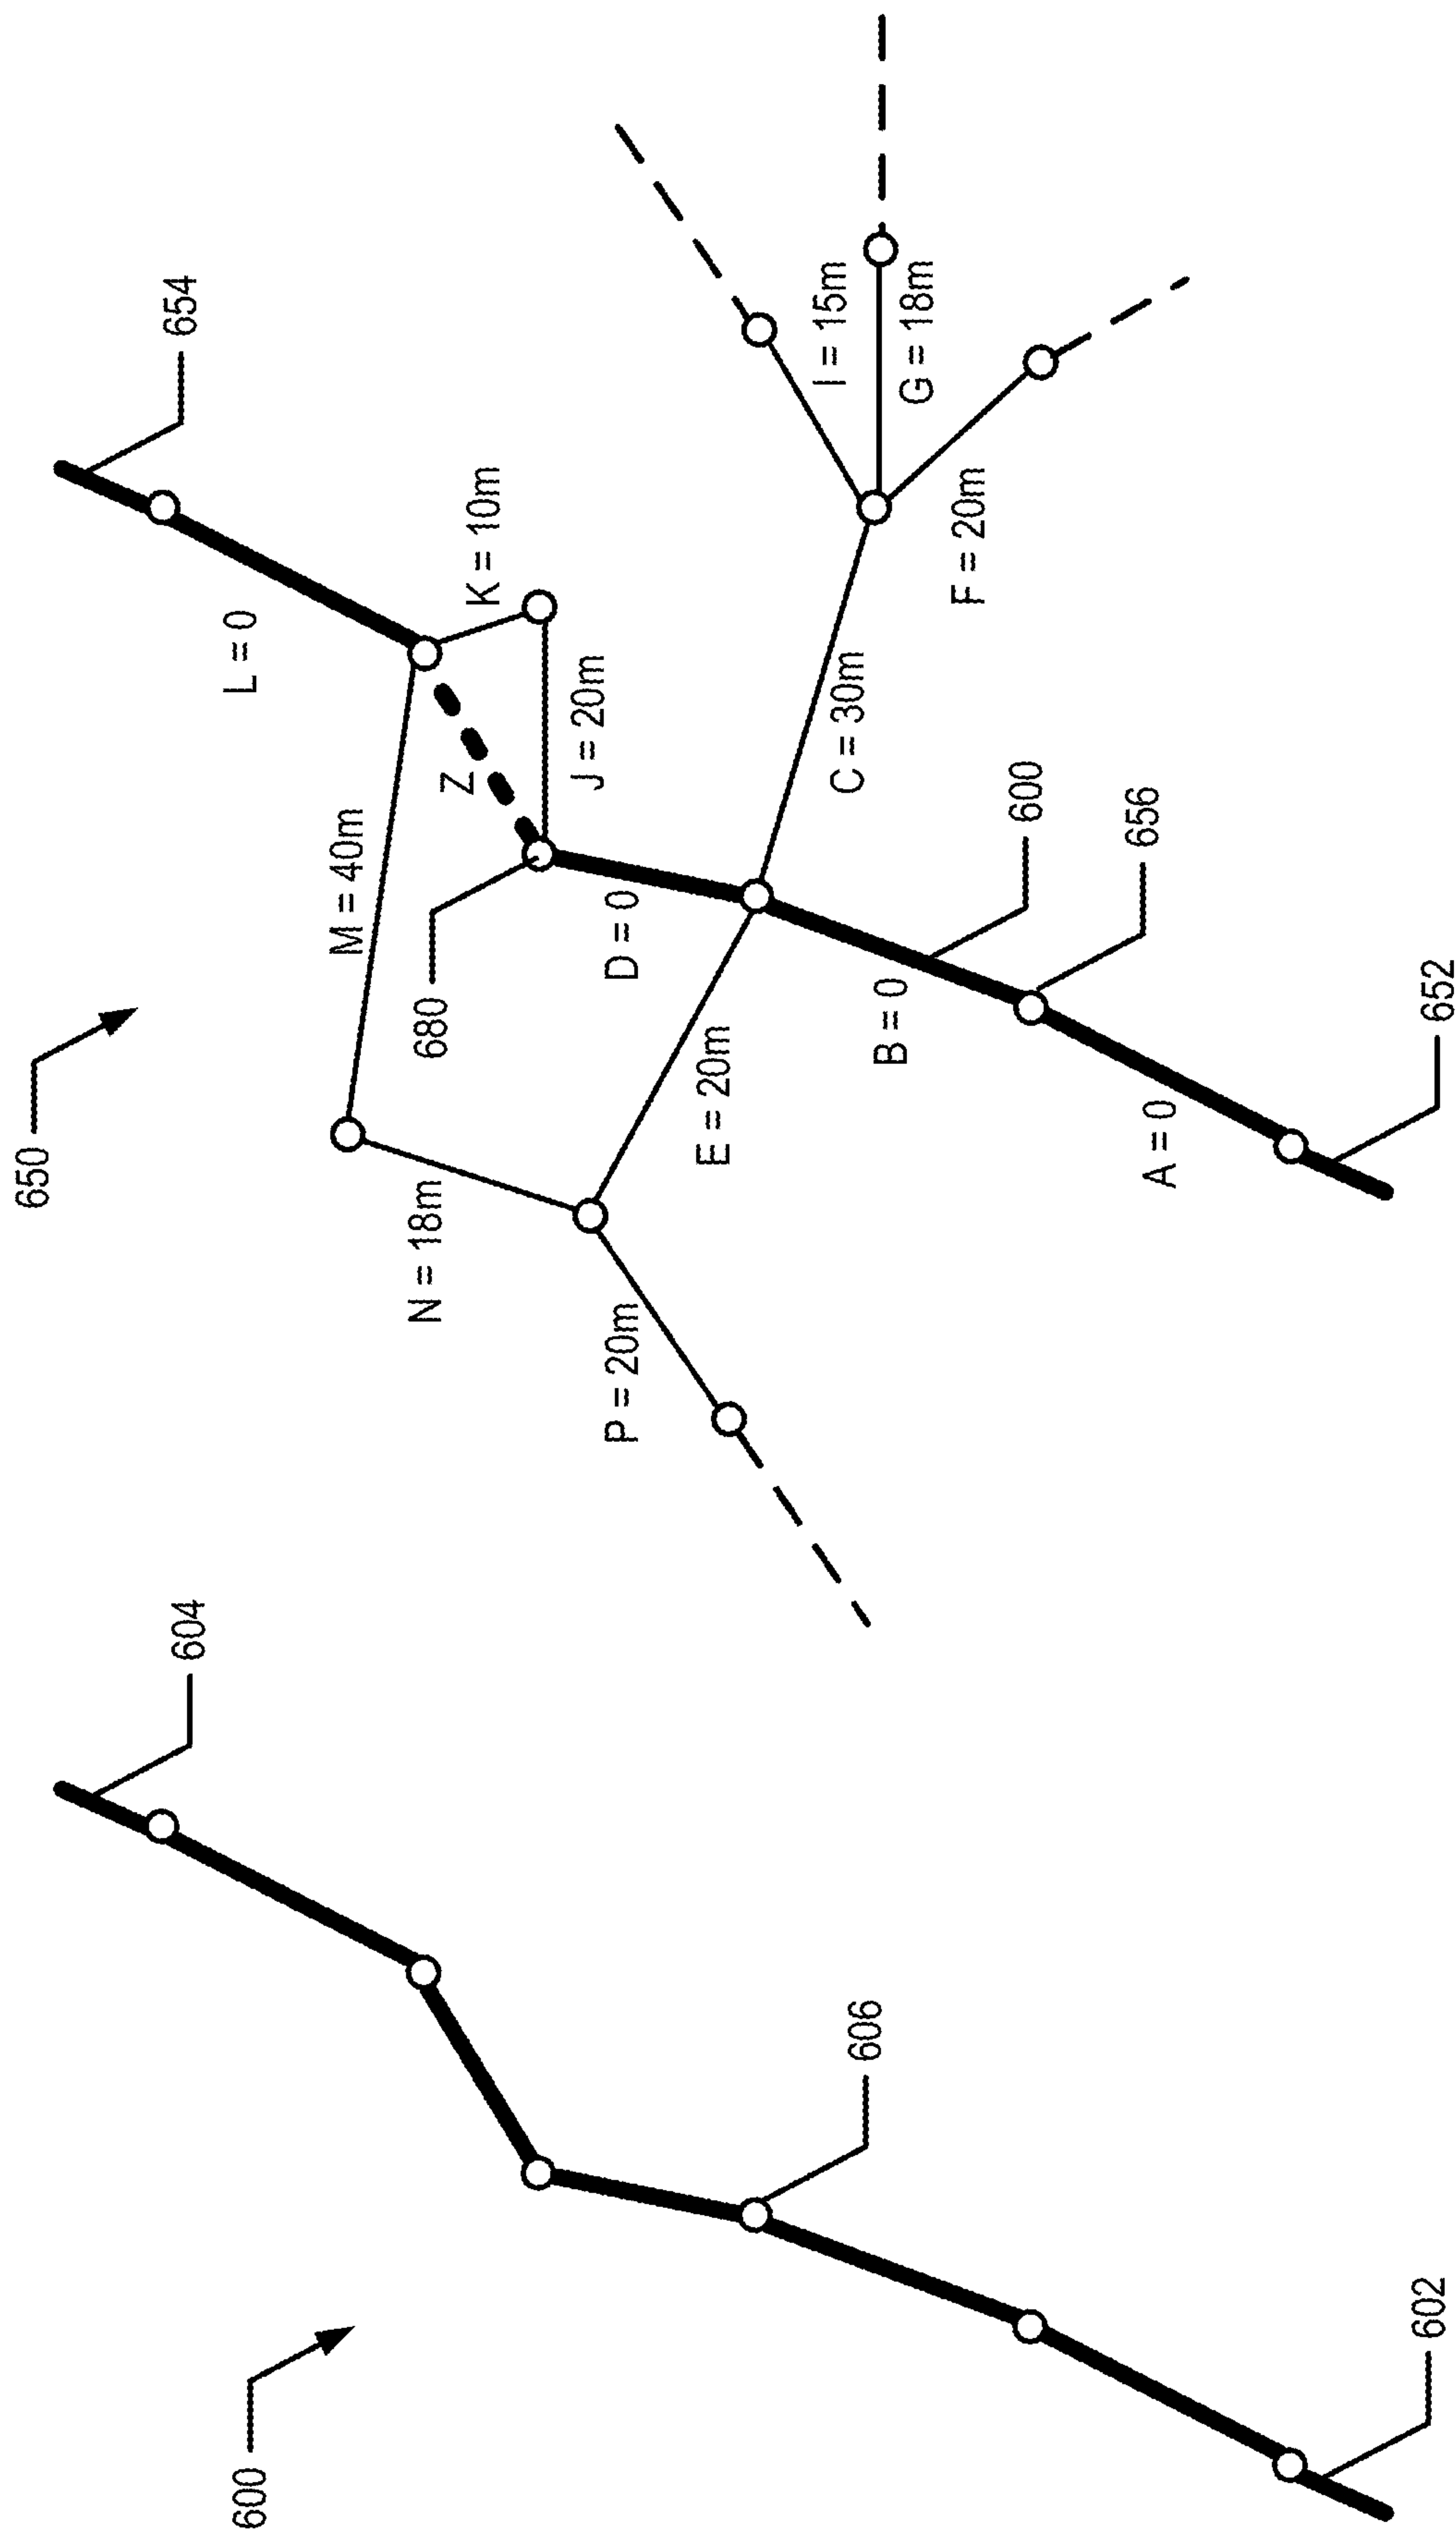 600
602
604
606
650
652
654
656
600
680
A = 0
B = 0
C = 30m
D = 0
E = 20m
F = 20m
G = 18m
I = 15m
J = 20m
K = 10m
L = 0
M = 40m
N = 18m
P = 20m
Z